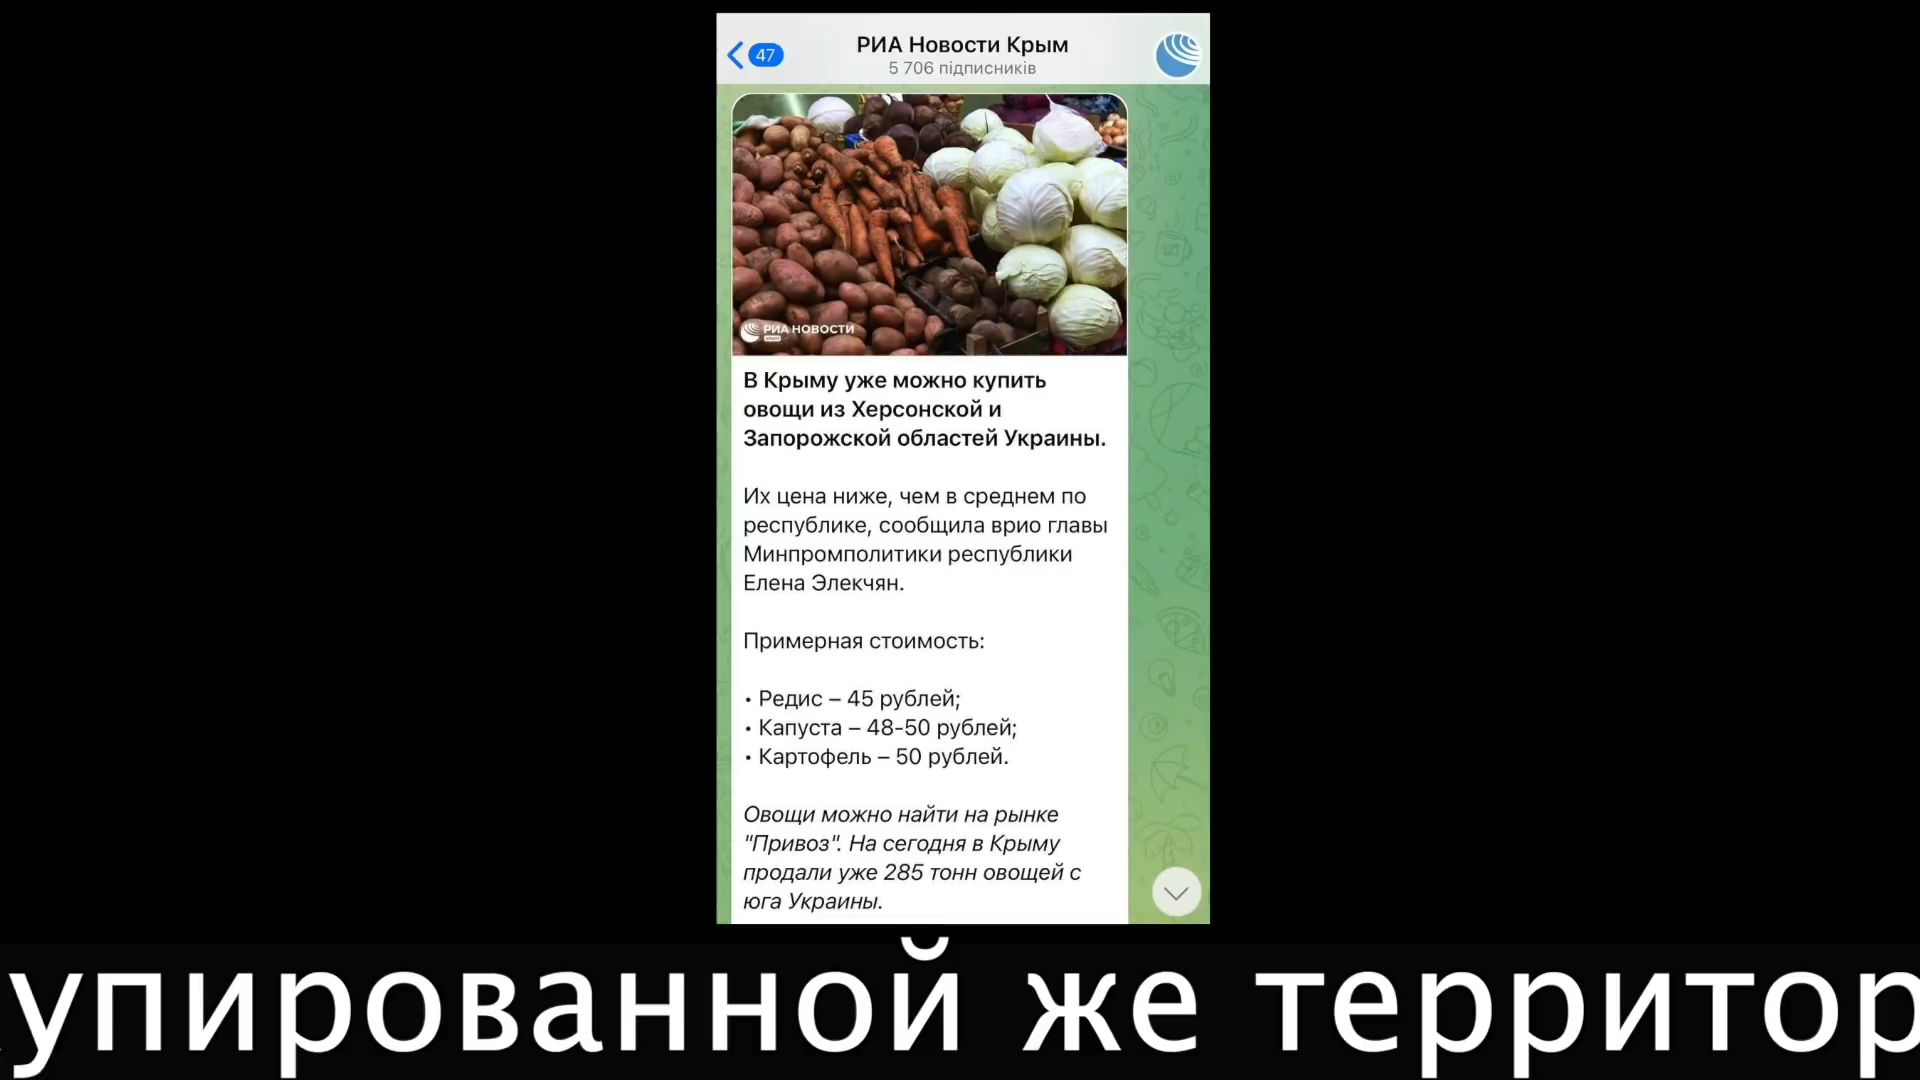 47
РИА Новости Крым
5 706 підписників
РИА НОВОСТИ
КРЫМ
В Крыму уже можно купить
овощи из Херсонской и
Запорожской областей Украины.
Их цена ниже, чем в среднем по
республике, сообщила врио главы
Минпромполитики республики
Елена Элекчян.
Примерная стоимость:
• Редис – 45 рублей;
• Капуста – 48-50 рублей;
• Картофель – 50 рублей.
Овощи можно найти на рынке
"Привоз". На сегодня в Крыму
продали уже 285 тонн овощей с
юга Украины.
упированной же территор